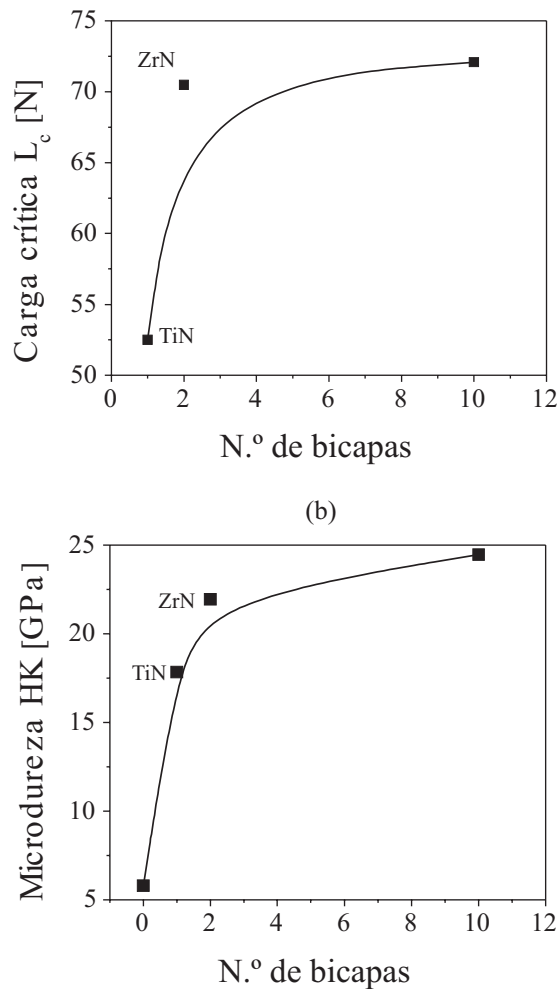 75
70
65
60
55
50
Carga crítica L_c [N]
ZrN
TiN
0 2 4 6 8 10 12
N.º de bicapas
(b)
25
20
15
10
5
Microdureza HK [GPa]
ZrN
TiN
0 2 4 6 8 10 12
N.º de bicapas